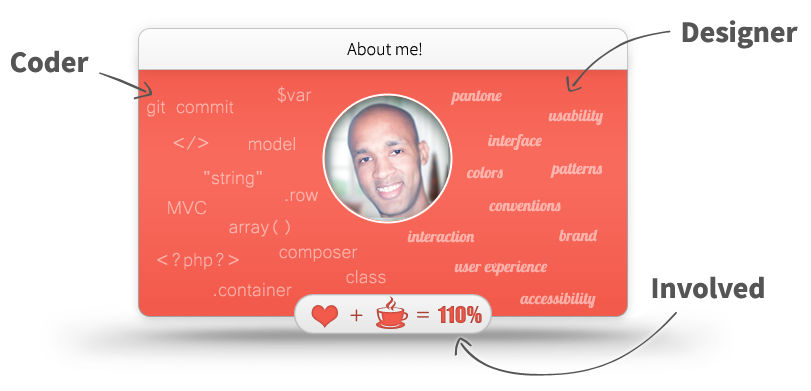 About me!
Designer
Coder
git commit
$var
</>
model
"string"
.row
MVC
array()
<?php?>
composer
class
.container
pantone
usability
interface
colors
patterns
conventions
interaction
brand
user experience
accessibility
Involved
+ = 110%